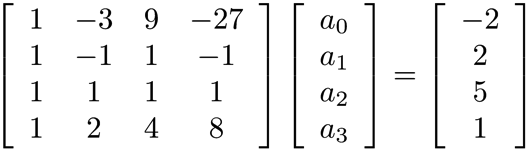 [ 1 −3 9 −27 ] [ a₀ ] [ −2 ]
[ 1 −1 1 −1 ] [ a₁ ] = [ 2 ]
[ 1 1 1 1 ] [ a₂ ] [ 5 ]
[ 1 2 4 8 ] [ a₃ ] [ 1 ]